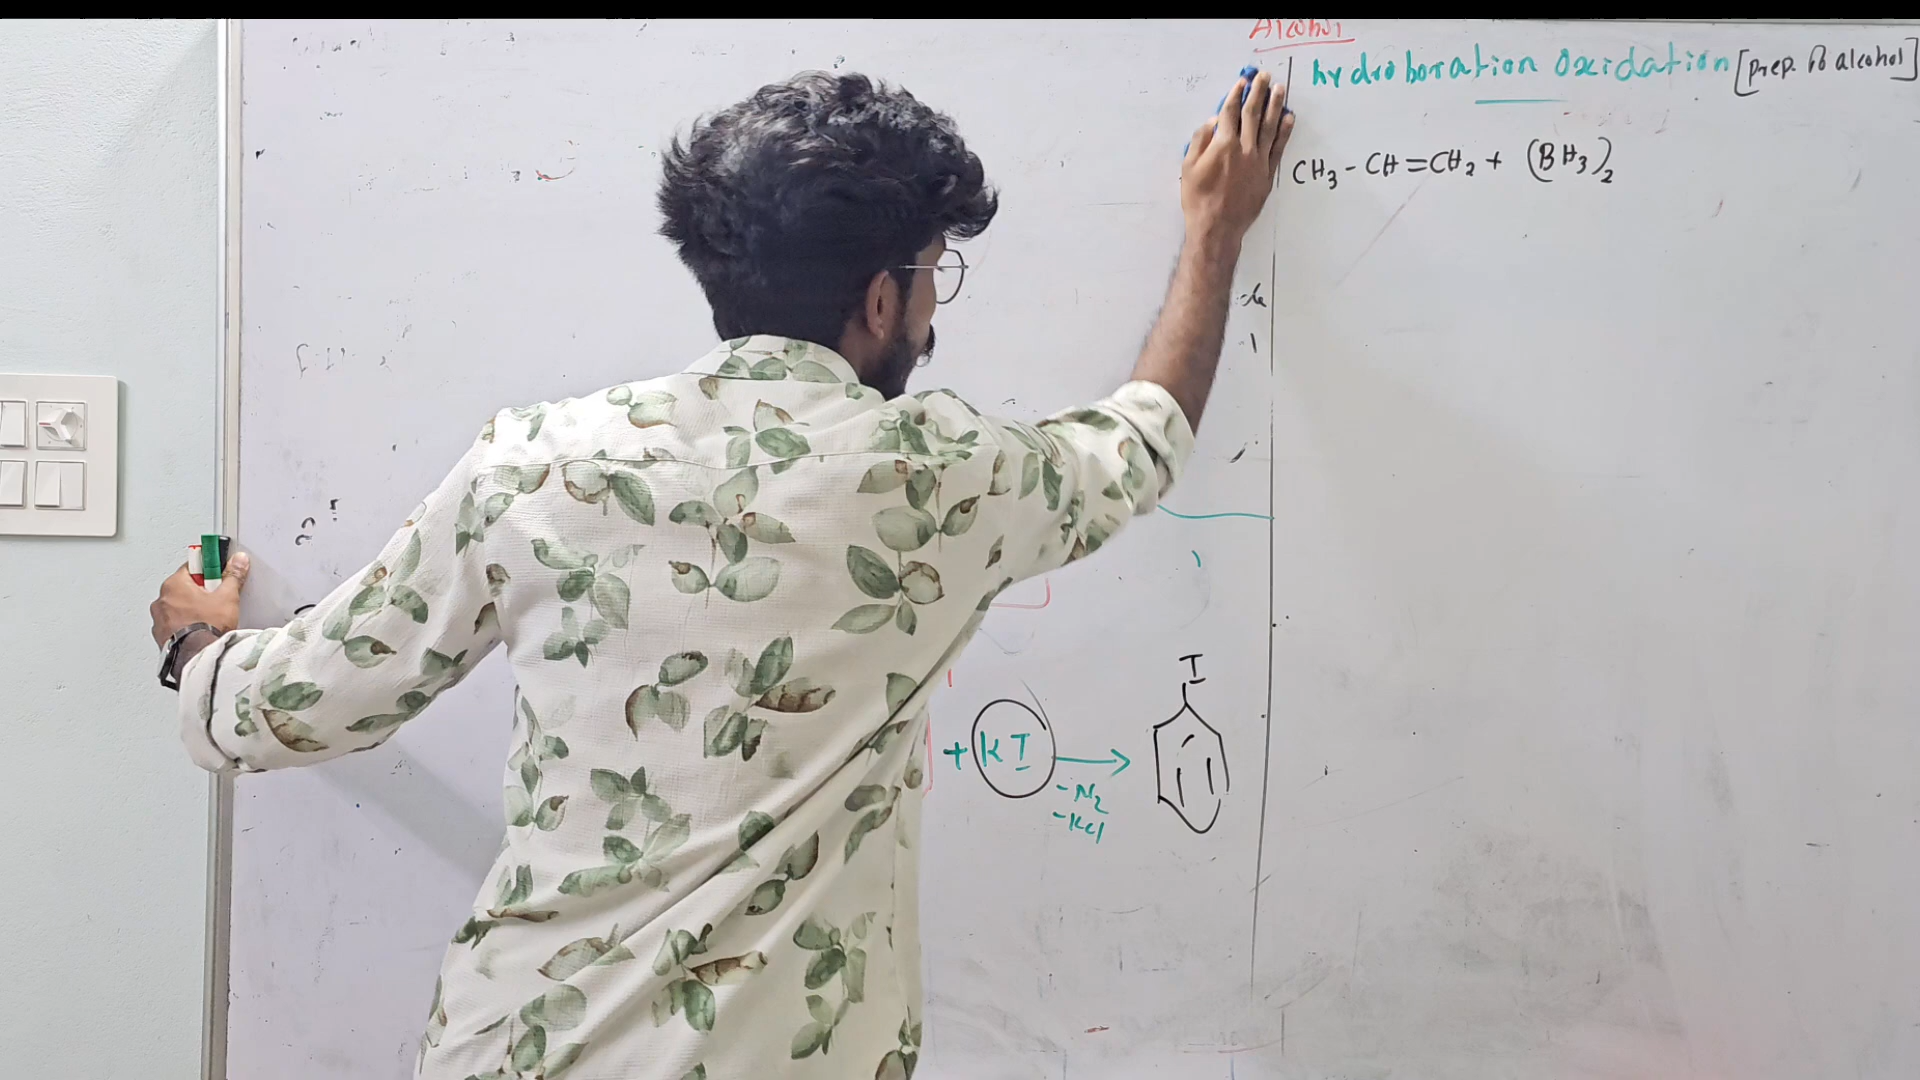 Alcohol
hydroboration Oxidation [prep. of alcohol]
CH₃-CH=CH₂ + (BH₃)₂
I
+ KI →
-N₂
-KCl